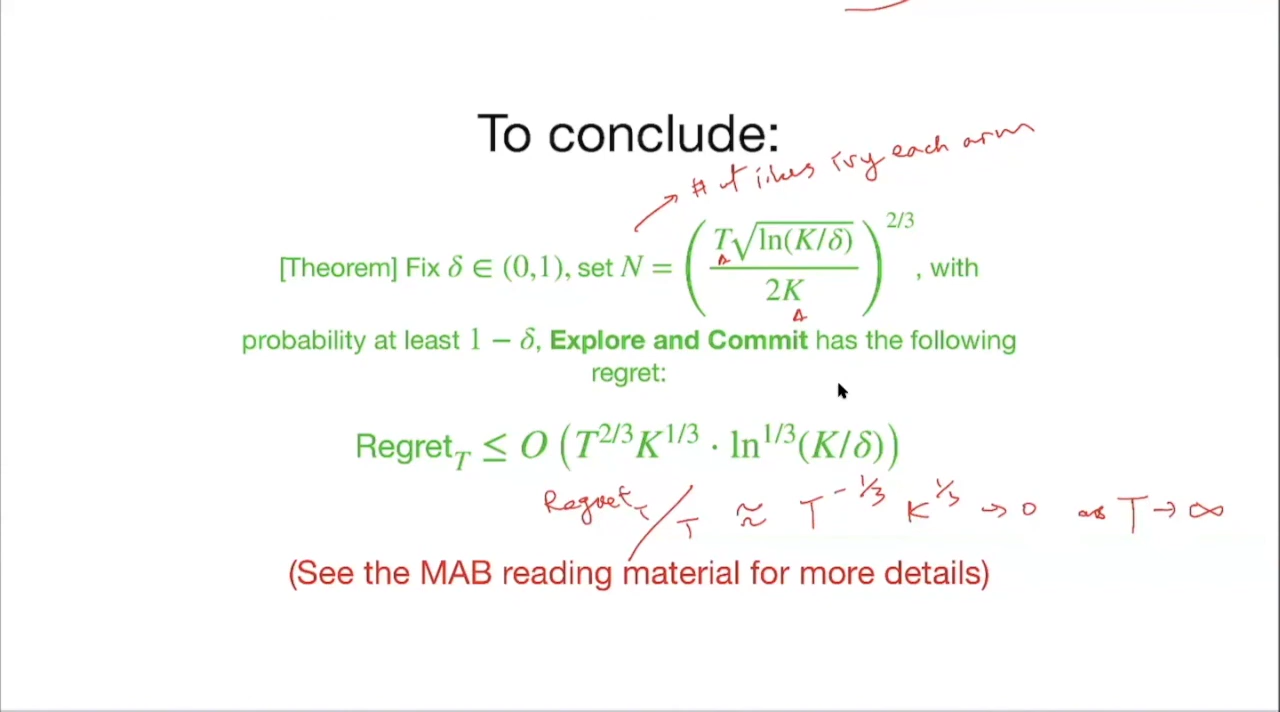 To conclude:
# of times try each arm
[Theorem] Fix δ ∈ (0,1), set N = (T√ln(K/δ) / 2K)^{2/3}, with
probability at least 1 − δ, Explore and Commit has the following
regret:
Regret_T ≤ O (T^{2/3}K^{1/3} · ln^{1/3}(K/δ))
Regret_T / T ≈ T^{-1/3} K^{1/3} → 0 as T → ∞
(See the MAB reading material for more details)